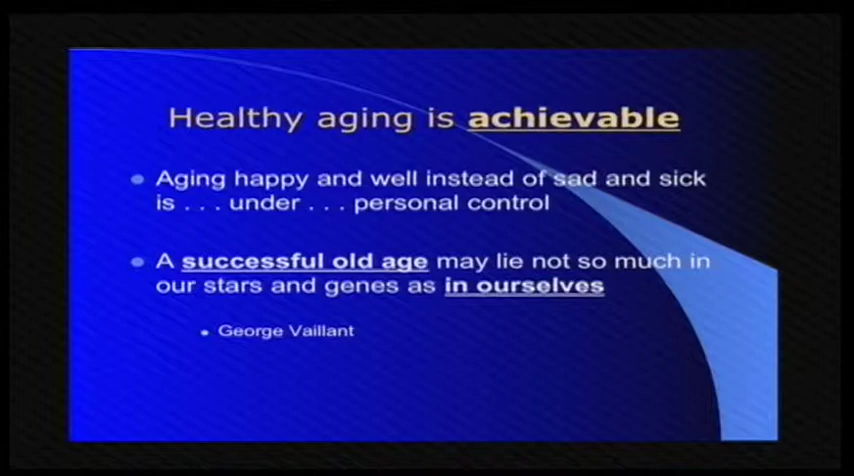 Healthy aging is achievable
Aging happy and well instead of sad and sick
is . . . under . . . personal control
A successful old age may lie not so much in
our stars and genes as in ourselves
George Vaillant